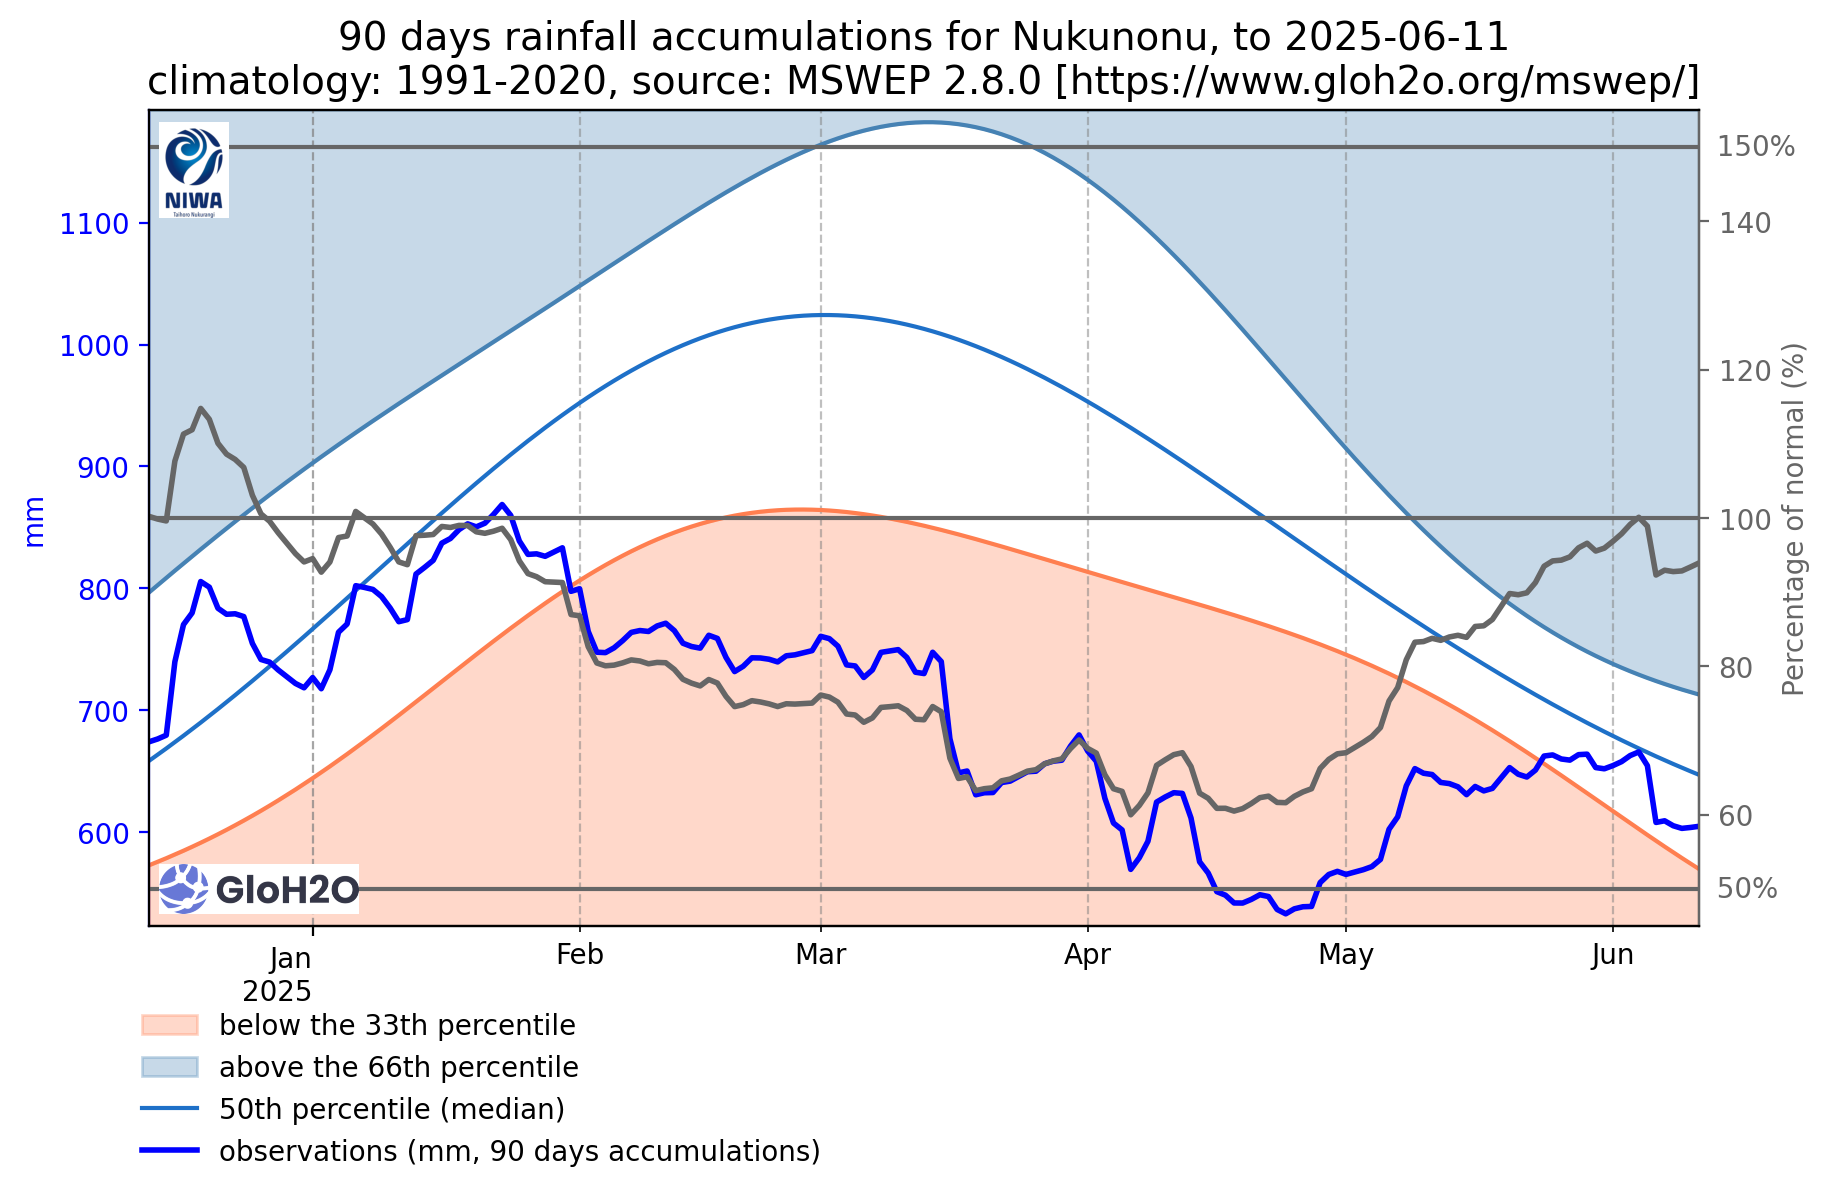 90 days rainfall accumulations for Nukunonu, to 2025-06-11
climatology: 1991-2020, source: MSWEP 2.8.0 [https://www.gloh2o.org/mswep/]
NIWA
Taihoro Nukurangi
1100
1000
900
800
700
600
mm
150%
140
120
100
80
60
50%
Percentage of normal (%)
GloH2O
Jan
2025
Feb
Mar
Apr
May
Jun
below the 33th percentile
above the 66th percentile
50th percentile (median)
observations (mm, 90 days accumulations)